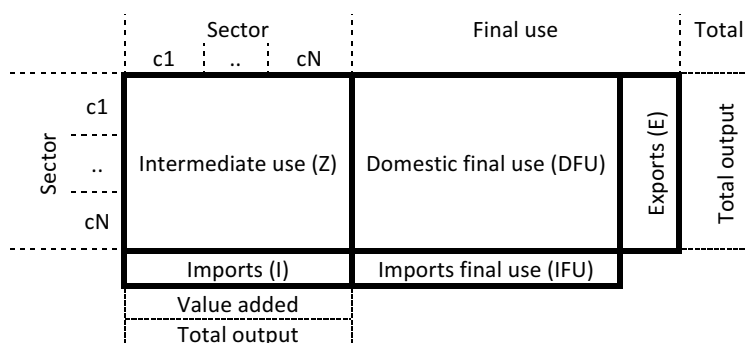 Sector Final use Total
c1 .. cN
c1
Sector
..
cN
Intermediate use (Z) Domestic final use (DFU) Exports (E) Total output
Imports (I) Imports final use (IFU)
Value added
Total output